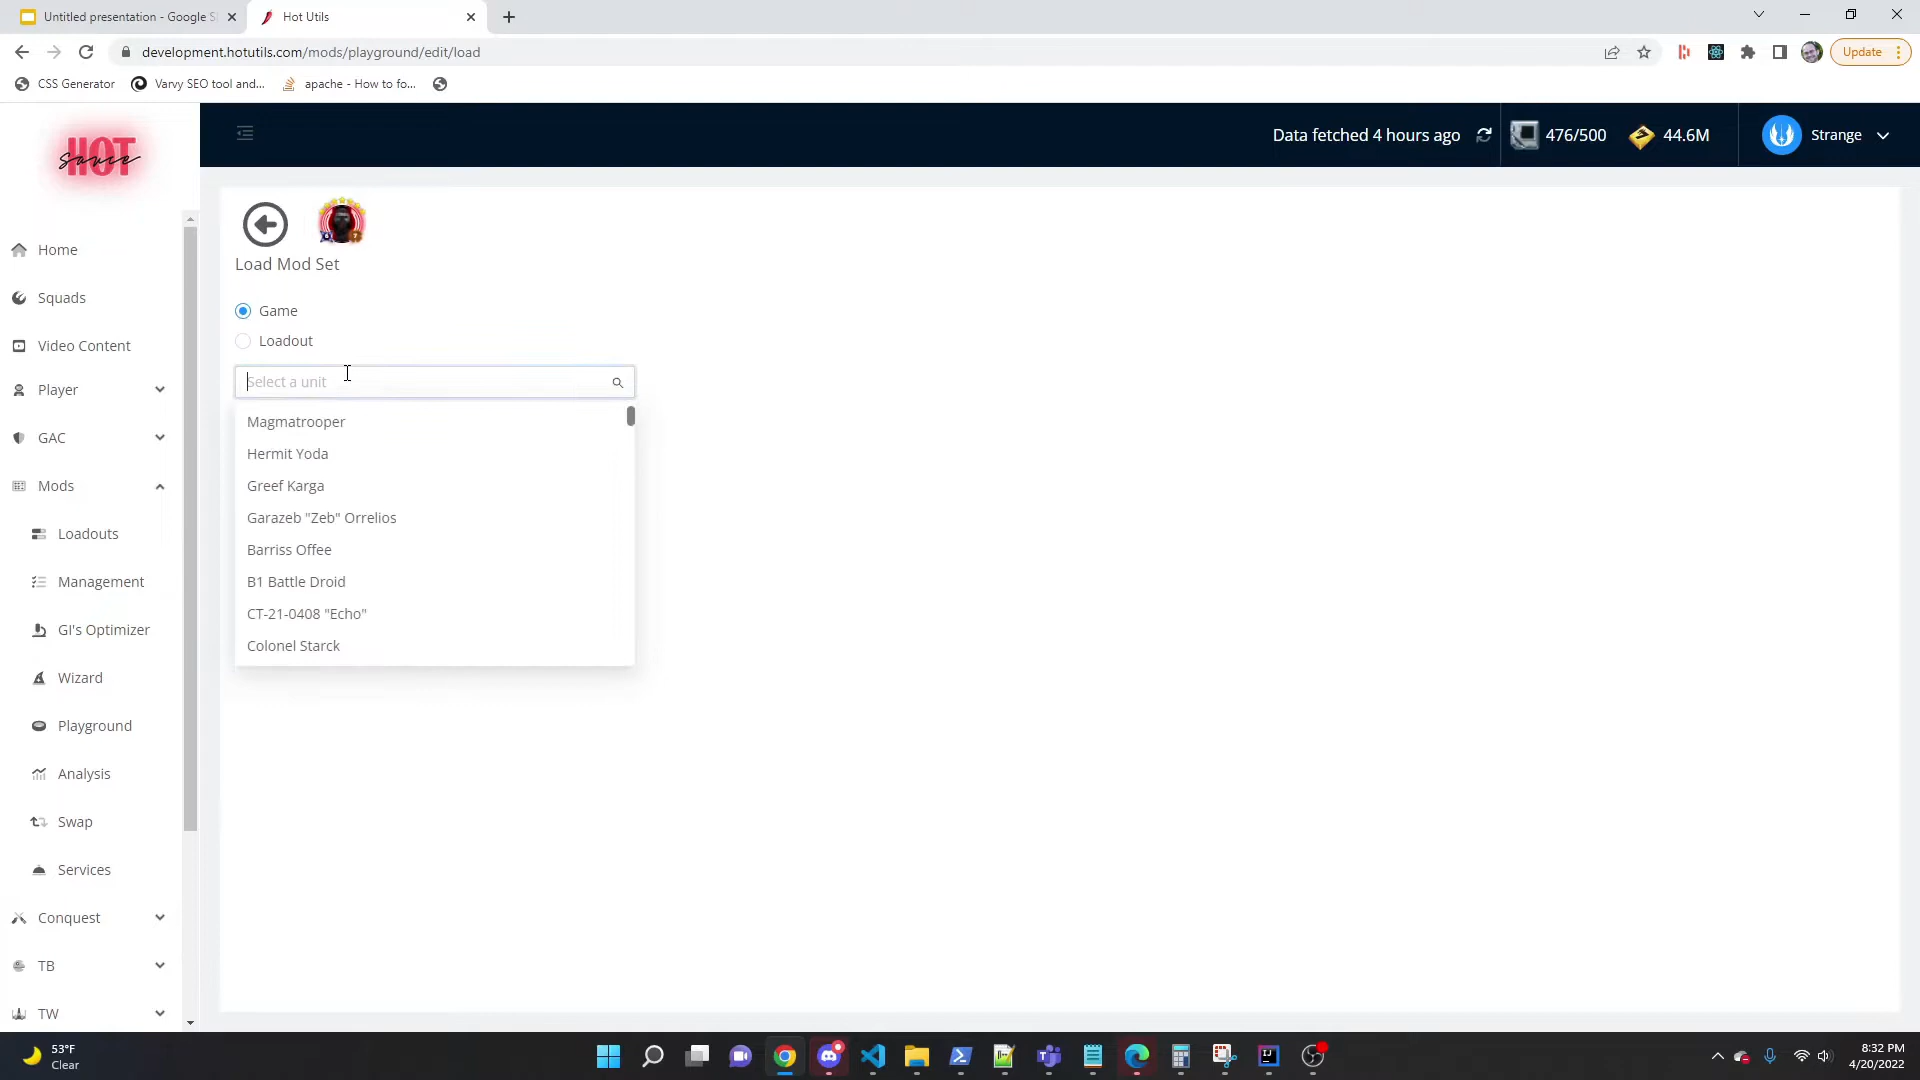 Untitled presentation - Google S
Hot Utils
development.hotutils.com/mods/playground/edit/load
Update
CSS Generator
Varvy SEO tool and...
apache - How to fo...
HOT
sauce
Data fetched 4 hours ago
476/500
44.6M
Strange
Load Mod Set
Game
Loadout
Select a unit
Magmatrooper
Hermit Yoda
Greef Karga
Garazeb "Zeb" Orrelios
Barriss Offee
B1 Battle Droid
CT-21-0408 "Echo"
Colonel Starck
Home
Squads
Video Content
Player
GAC
Mods
Loadouts
Management
GI's Optimizer
Wizard
Playground
Analysis
Swap
Services
Conquest
TB
TW
53°F
Clear
8:32 PM
4/20/2022